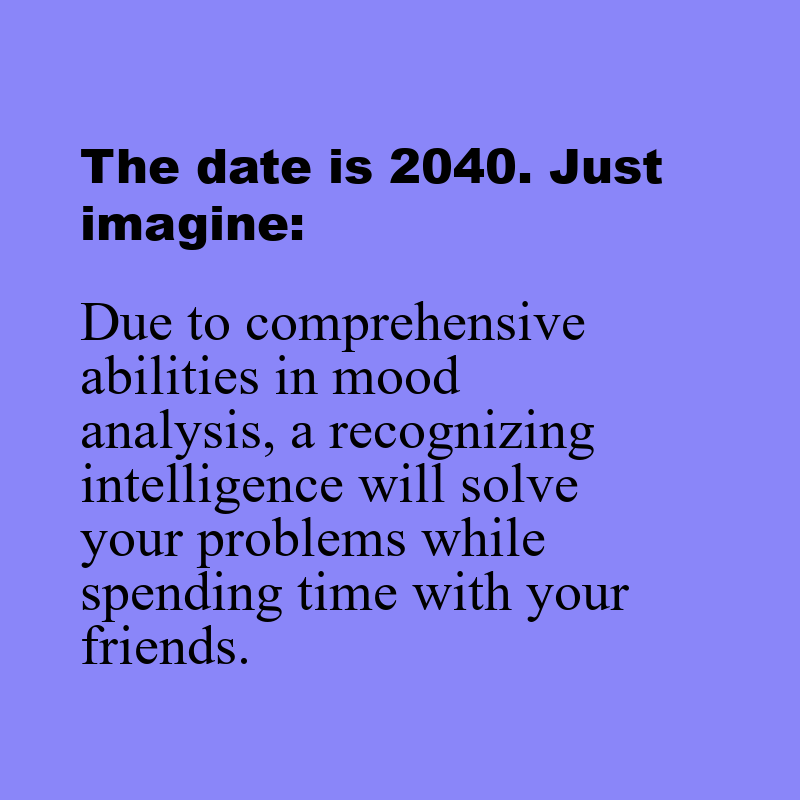 The date is 2040. Just
imagine:
Due to comprehensive
abilities in mood
analysis, a recognizing
intelligence will solve
your problems while
spending time with your
friends.